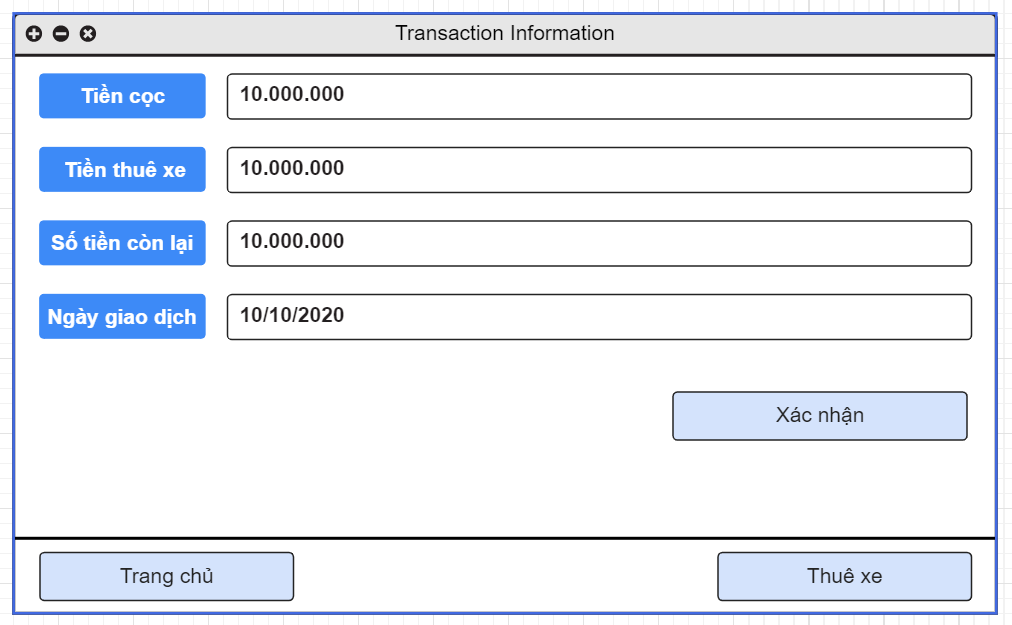 Transaction Information
Tiền cọc
10.000.000
Tiền thuê xe
10.000.000
Số tiền còn lại
10.000.000
Ngày giao dịch
10/10/2020
Xác nhận
Trang chủ
Thuê xe